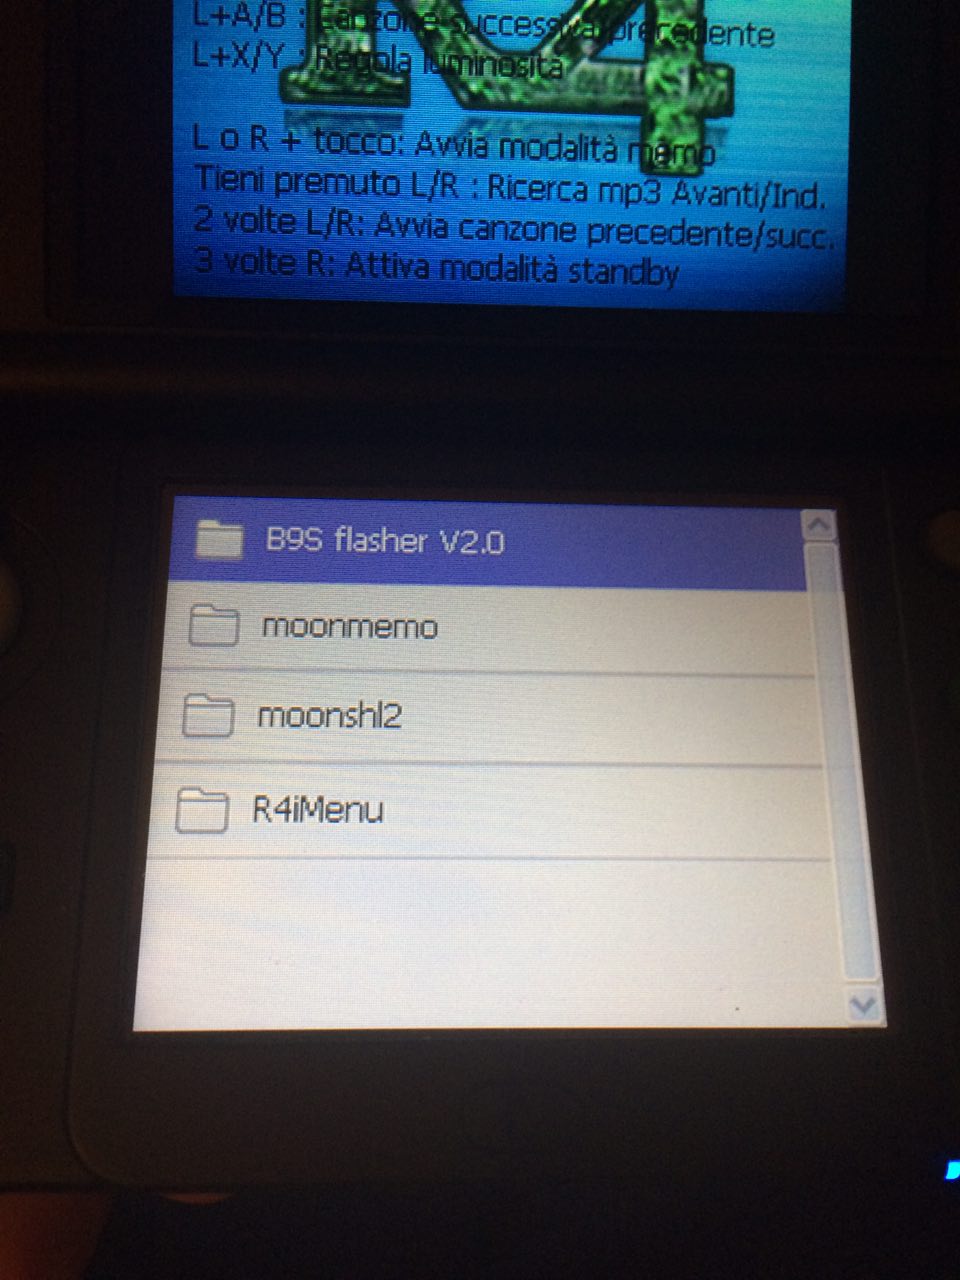 L+A/B : Canzone successiva/precedente
L+X/Y : Regola luminosità
L o R + tocco: Avvia modalità memo
Tieni premuto L/R : Ricerca mp3 Avanti/Ind.
2 volte L/R: Avvia canzone precedente/succ.
3 volte R: Attiva modalità standby
B9S flasher V2.0
moonmemo
moonshl2
R4iMenu